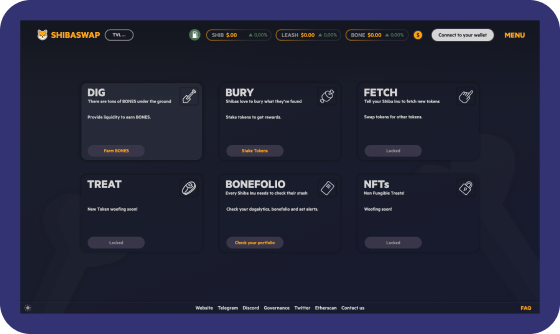 SHIBASWAP
TVL...
SHIB $.00 ▲ 0.00%
LEASH $0.00 ▲ 0.00%
BONE $0.00 ▲ 0.00%
$
Connect to your wallet
MENU
DIG
There are tons of BONES under the ground
Provide liquidity to earn BONES.
Earn BONES
BURY
Shibas love to bury what they've found!
Stake tokens to get rewards.
Stake Tokens
FETCH
Tell your Shiba Inu to fetch new tokens
Swap tokens for other tokens.
Locked
TREAT
New Token woofing soon!
Locked
BONEFOLIO
Every Shiba Inu needs to check their stash
Check your dogalytics, bonefolio and set alerts.
Check your portfolio
NFTs
Non Fungible Treats!
Woofing soon!
Locked
Website Telegram Discord Governance Twitter Etherscan Contact us
FAQ